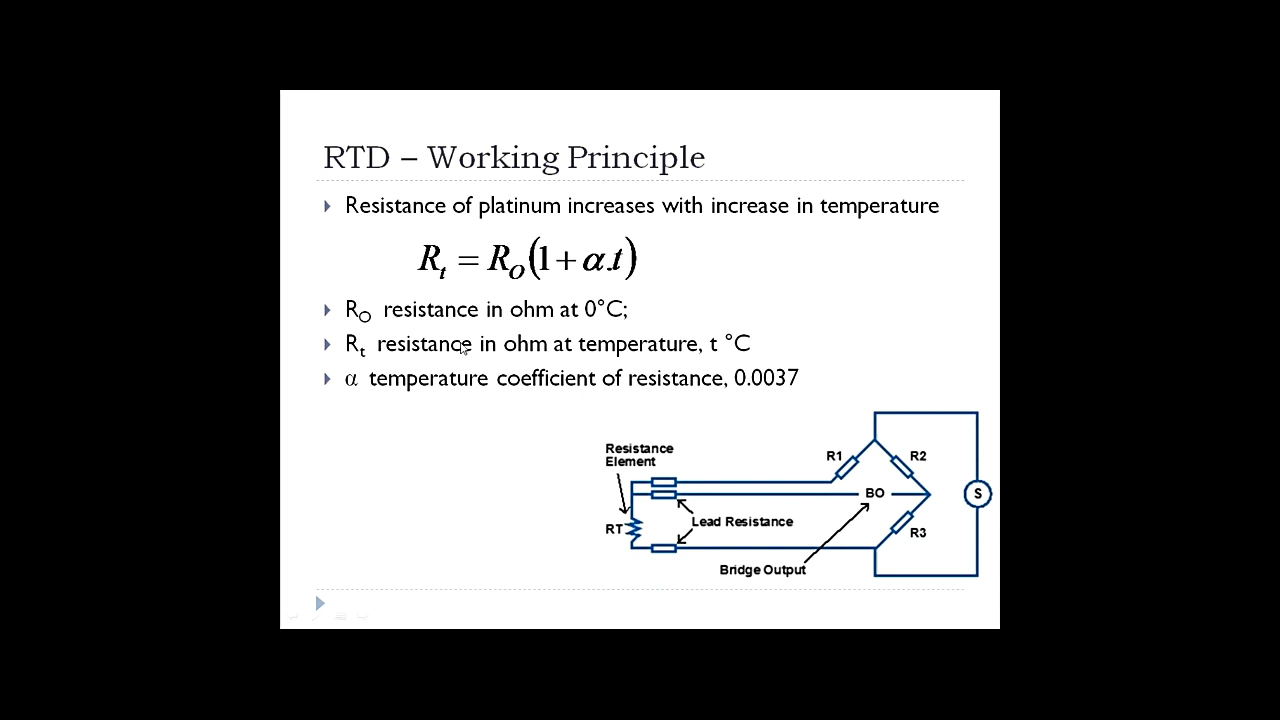 RTD – Working Principle
Resistance of platinum increases with increase in temperature
Rt = RO(1+α.t)
RO resistance in ohm at 0°C;
Rt resistance in ohm at temperature, t °C
α temperature coefficient of resistance, 0.0037
Resistance
Element
R1
R2
BO
S
RT
Lead Resistance
R3
Bridge Output